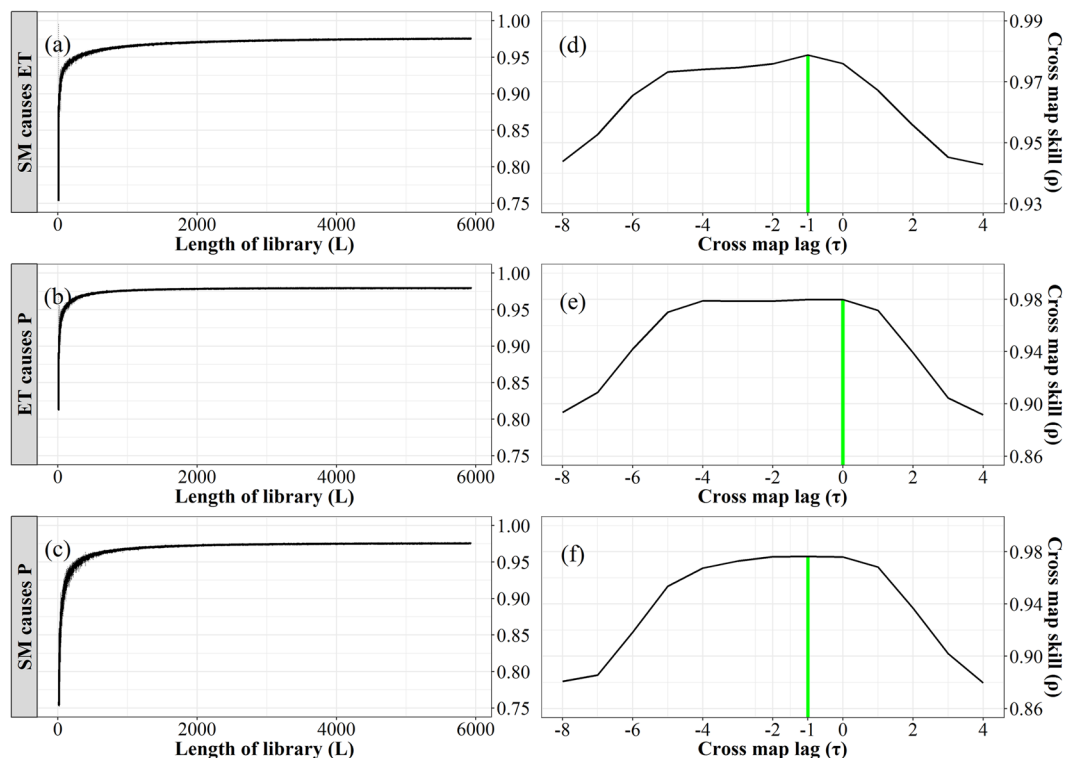 SM causes ET
(a)
1.00
0.95
0.90
0.85
0.80
0.75
0 2000 4000 6000
Length of library (L)
(d)
0.99
0.97
0.95
0.93
Cross map skill (ρ)
-8 -6 -4 -2 -1 0 2 4
Cross map lag (τ)
ET causes P
(b)
1.00
0.95
0.90
0.85
0.80
0.75
0 2000 4000 6000
Length of library (L)
(e)
0.98
0.94
0.90
0.86
Cross map skill (ρ)
-8 -6 -4 -2 0 2 4
Cross map lag (τ)
SM causes P
(c)
1.00
0.95
0.90
0.85
0.80
0.75
0 2000 4000 6000
Length of library (L)
(f)
0.98
0.94
0.90
0.86
Cross map skill (ρ)
-8 -6 -4 -2 -1 0 2 4
Cross map lag (τ)